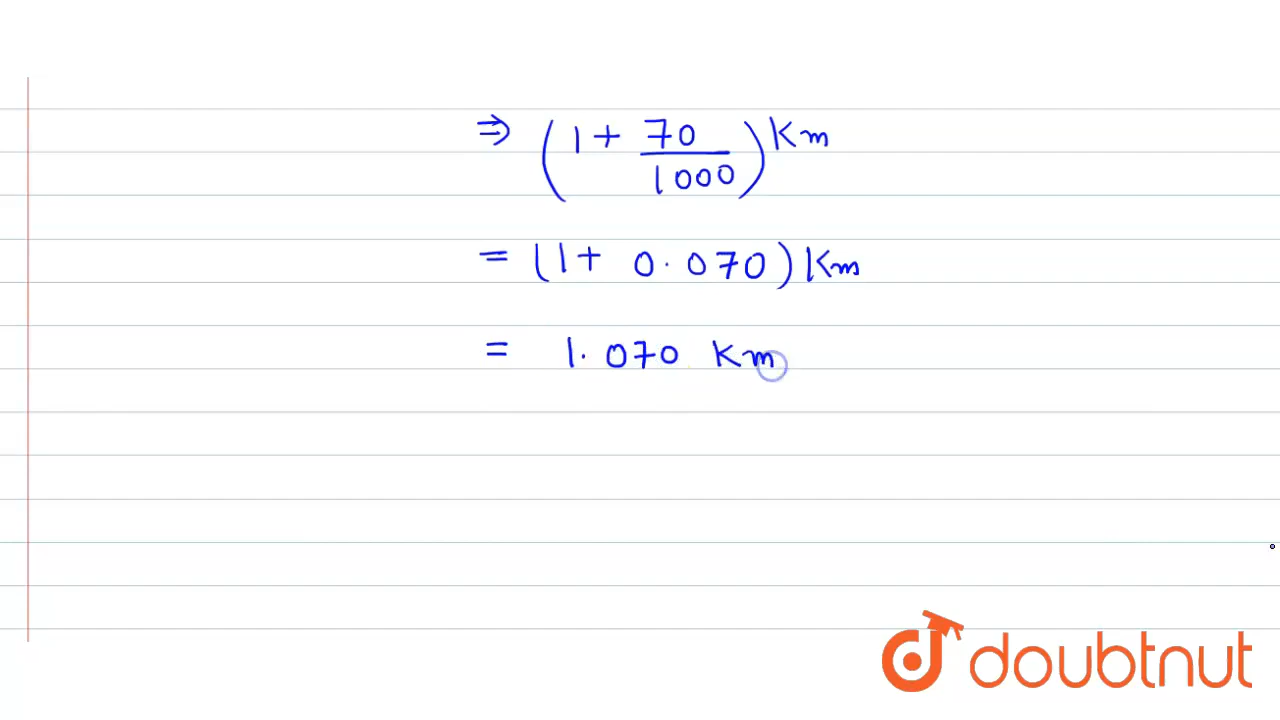 ⇒ (1 + 70/1000) Km
= (1 + 0.070) Km
= 1.070 Km
doubtnut